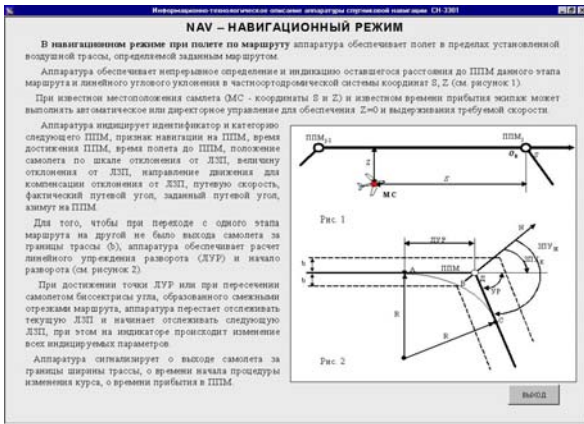 Информационно-технологическое описание аппаратуры спутниковой навигации СН-3301
NAV – НАВИГАЦИОННЫЙ РЕЖИМ
В навигационном режиме при полете по маршруту аппаратура обеспечивает полет в пределах установленной
воздушной трассы, определяемой заданным маршрутом.
Аппаратура обеспечивает непрерывное определение и индикацию оставшегося расстояния до ППМ данного этапа
маршрута и линейного углового уклонения в частноортодромической системы координат S, Z (см. рисунок 1).
При известном местоположения самлета (МС - координаты S и Z) и известном времени прибытия экипаж может
выполнять автоматическое или директорное управление для обеспечения Z=0 и выдерживания требуемой скорости.
Аппаратура индицирует идентификатор и категорию
следующего ППМ, признак навигации на ППМ, время
достижения ППМ, время полета до ППМ, положение
самолета по шкале отклонения от ЛЗП, величину
отклонения от ЛЗП, направление движения для
компенсации отклонения от ЛЗП, путевую скорость,
фактический путевой угол, заданный путевой угол,
азимут на ППМ.
Для того, чтобы при переходе с одного этапа
маршрута на другой не было выхода самолета за
границы трассы (b), аппаратура обеспечивает расчет
линейного упреждения разворота (ЛУР) и начало
разворота (см. рисунок 2).
При достижении точки ЛУР или при пересечении
самолетом биссектрисы угла, образованного смежными
отрезками маршрута, аппаратура перестает отслеживать
текущую ЛЗП и начинает отслеживать следующую
ЛЗП, при этом на индикаторе происходит изменение
всех индицируемых параметров.
Аппаратура сигнализирует о выходе самолета за
границы ширины трассы, о времени начала процедуры
изменения курса, о времени прибытия в ППМ.
Z
S
МС
Рис. 1
ЛУР
N
ППМ
A
b
b
УР
R
R
Рис. 2
ВЫХОД